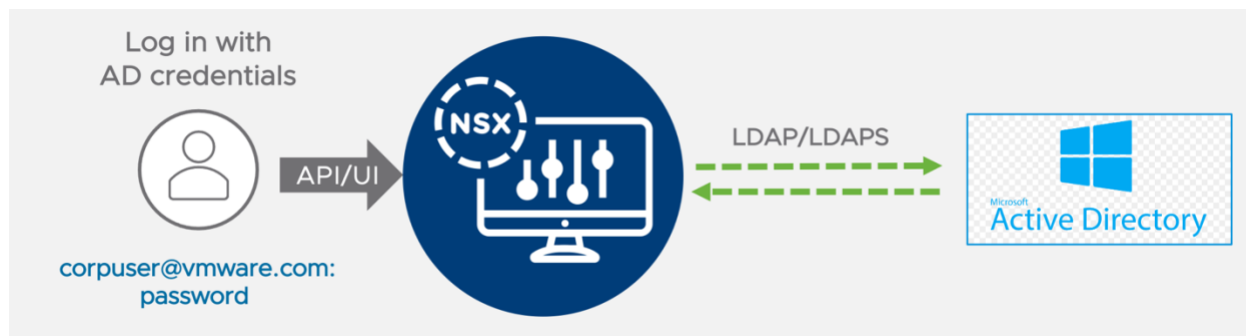 Log in with
AD credentials
API/UI
corpuser@vmware.com:
password
NSX
LDAP/LDAPS
Microsoft
Active Directory